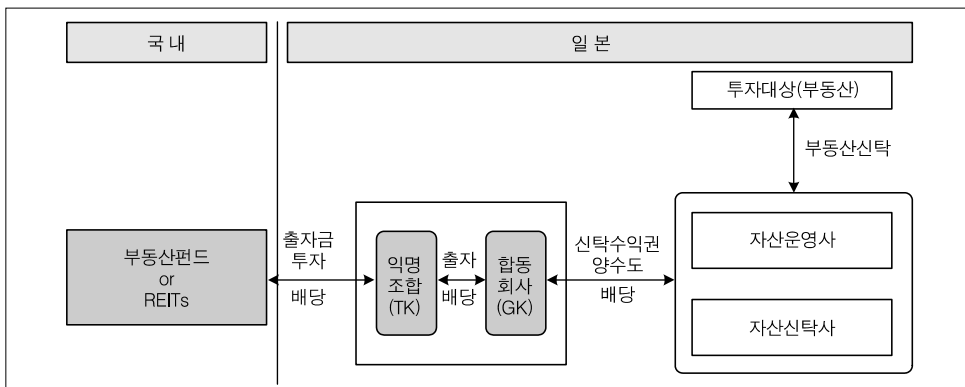 국 내
일 본
투자대상(부동산)
부동산신탁
부동산펀드
or
REITs
출자금
투자
배당
익명
조합
(TK)
출자
배당
합동
회사
(GK)
신탁수익권
양수도
배당
자산운영사
자산신탁사